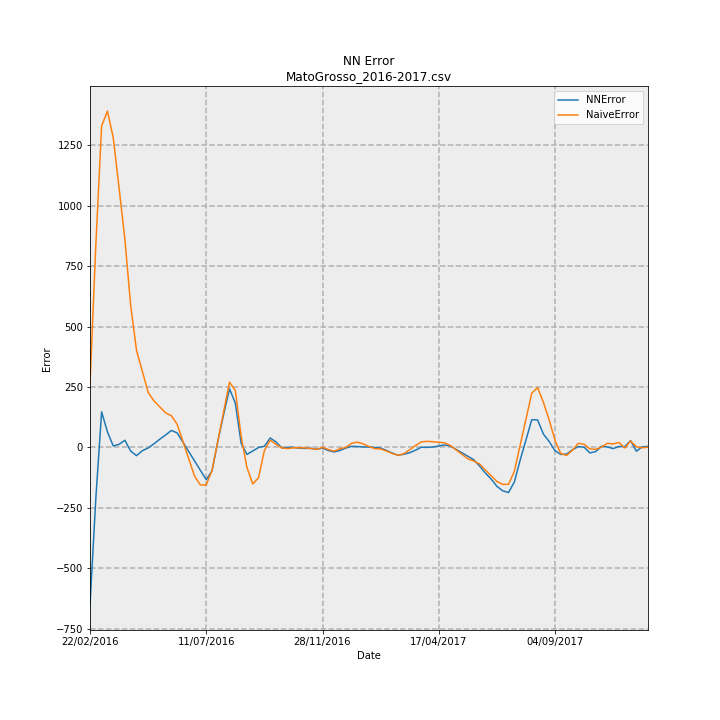 NN Error
MatoGrosso_2016-2017.csv
NNError
NaiveError
1250
1000
750
500
250
0
−250
−500
−750
Error
22/02/2016 11/07/2016 28/11/2016 17/04/2017 04/09/2017
Date